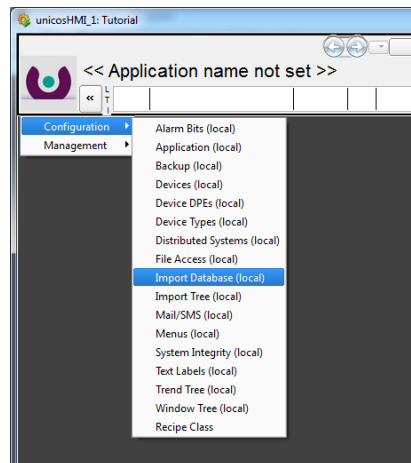 unicosHMI_1: Tutorial
<< Application name not set >>
«
L
T
I
Configuration
Management
Alarm Bits (local)
Application (local)
Backup (local)
Devices (local)
Device DPEs (local)
Device Types (local)
Distributed Systems (local)
File Access (local)
Import Database (local)
Import Tree (local)
Mail/SMS (local)
Menus (local)
System Integrity (local)
Text Labels (local)
Trend Tree (local)
Window Tree (local)
Recipe Class